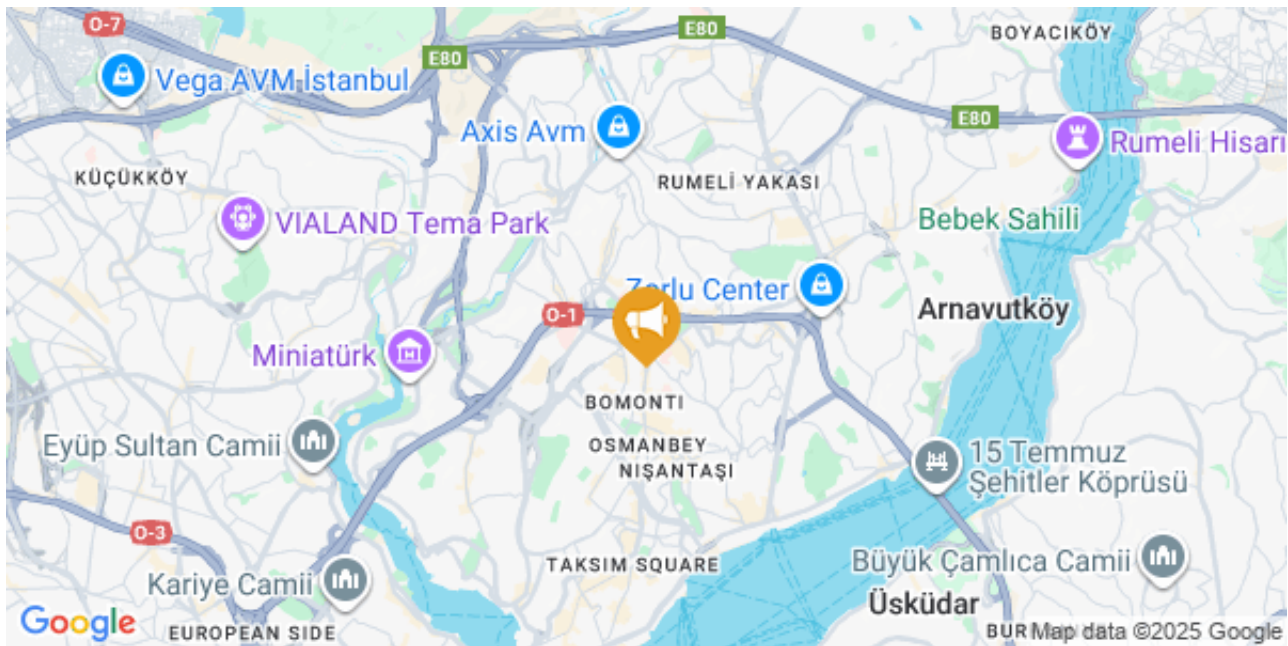 O-7
E80
E80
BOYACIKÖY
Vega AVM İstanbul
Axis Avm
E80
Rumeli Hisarı
KÜÇÜKKÖY
RUMELİ YAKASI
VIALAND Tema Park
Bebek Sahili
Zorlu Center
Arnavutköy
O-1
Miniatürk
BOMONTI
Eyüp Sultan Camii
OSMANBEY
NIŞANTAŞI
15 Temmuz
Şehitler Köprüsü
O-3
TAKSIM SQUARE
Büyük Çamlıca Camii
Kariye Camii
Üsküdar
Google
EUROPEAN SIDE
Map data ©2025 Google